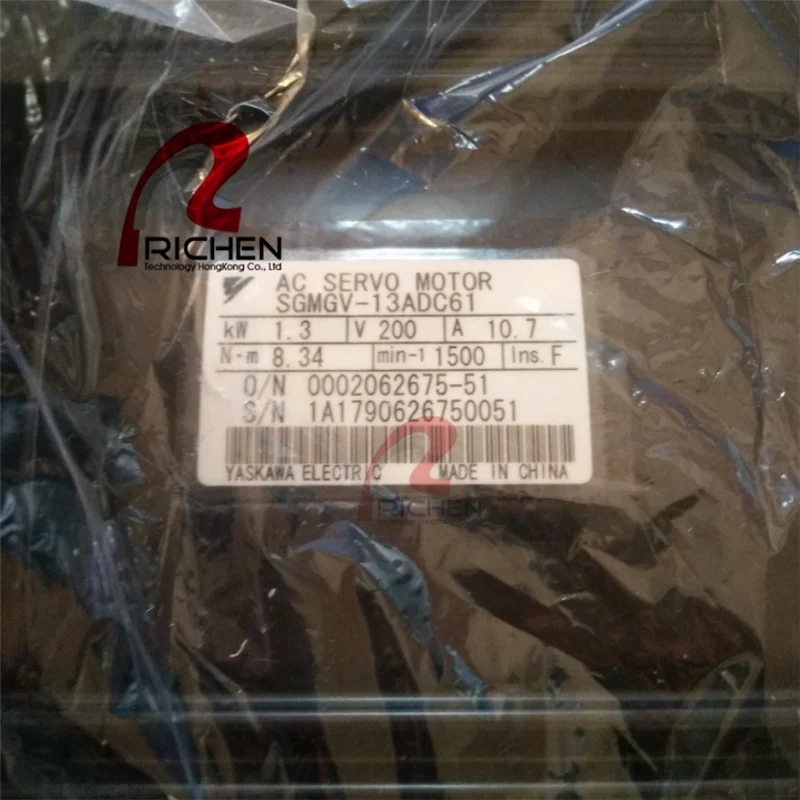 RICHEN
Technology HongKong Co., Ltd
AC SERVO MOTOR
SGMGV-13ADC61
kW 1.3 V 200 A 10.7
N·m 8.34 min-1 1500 Ins. F
O/N 0002062675-51
S/N 1A1790626750051
YASKAWA ELECTRIC MADE IN CHINA
RICHEN